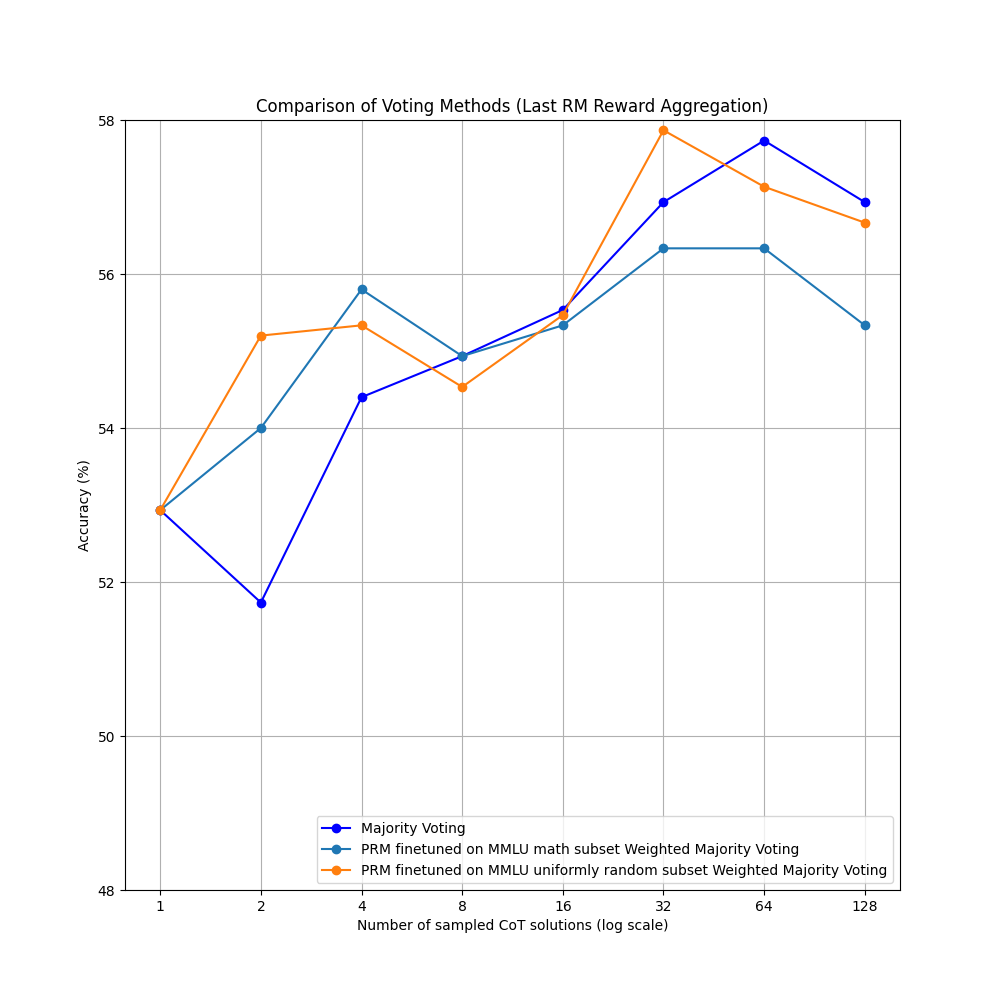 Comparison of Voting Methods (Last RM Reward Aggregation)
58
56
54
52
50
48
Accuracy (%)
Majority Voting
PRM finetuned on MMLU math subset Weighted Majority Voting
PRM finetuned on MMLU uniformly random subset Weighted Majority Voting
1 2 4 8 16 32 64 128
Number of sampled CoT solutions (log scale)